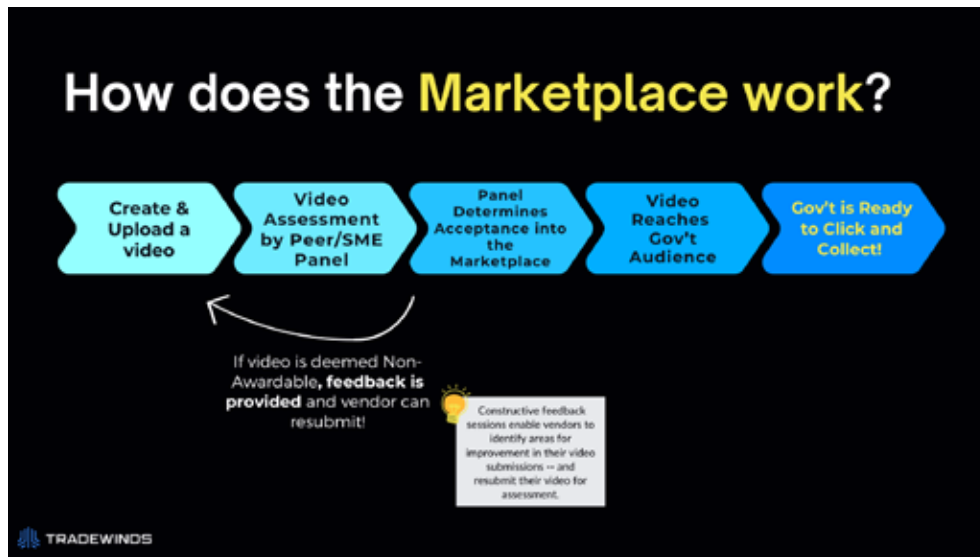 How does the Marketplace work?
Create &
Upload a
video
Video
Assessment
by Peer/SME
Panel
Panel
Determines
Acceptance into
the
Marketplace
Video
Reaches
Gov't
Audience
Gov't is Ready
to Click and
Collect!
If video is deemed Non-
Awardable, feedback is
provided and vendor can
resubmit!
Constructive feedback
sessions enable vendors to
identify areas for
improvement in their video
submissions -- and
resubmit their video for
assessment.
TRADEWINDS